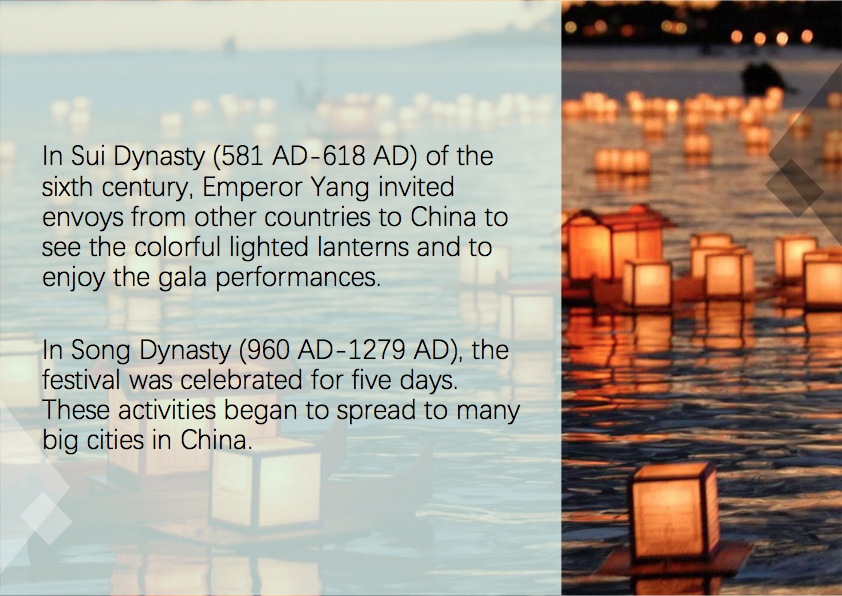 In Sui Dynasty (581 AD-618 AD) of the
sixth century, Emperor Yang invited
envoys from other countries to China to
see the colorful lighted lanterns and to
enjoy the gala performances.
In Song Dynasty (960 AD-1279 AD), the
festival was celebrated for five days.
These activities began to spread to many
big cities in China.